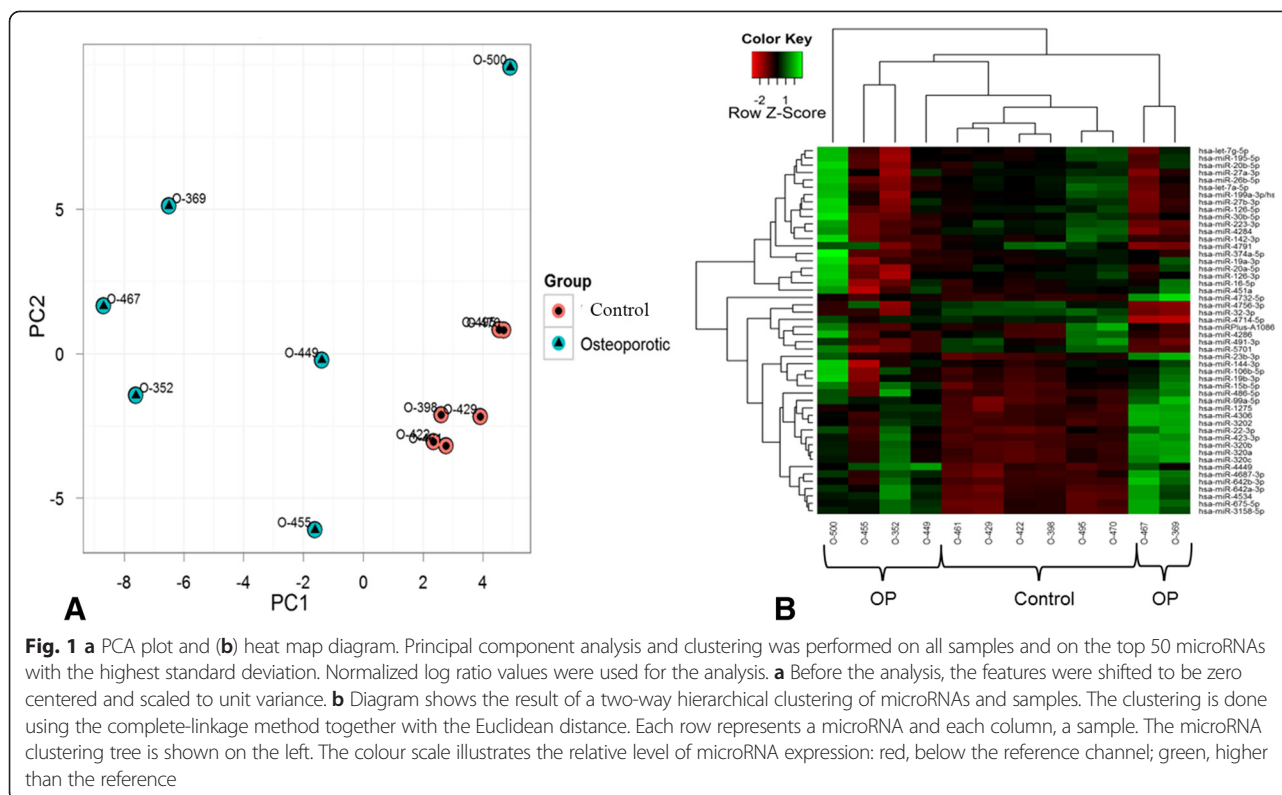 O-500
O-369
O-467
O-449
O-352
O-398
O-429
O-422
O-455
5
0
-5
-8
-6
-4
-2
0
2
4
PC2
PC1
A
Group
Control
Osteoporotic
Color Key
-2
1
Row Z-Score
hsa-let-7g-5p
hsa-miR-195-5p
hsa-miR-20b-5p
hsa-miR-27a-3p
hsa-miR-26b-5p
hsa-let-7a-5p
hsa-miR-199a-3p/hs
hsa-miR-27b-3p
hsa-miR-126-5p
hsa-miR-30b-5p
hsa-miR-223-3p
hsa-miR-4284
hsa-miR-142-3p
hsa-miR-4791
hsa-miR-374a-5p
hsa-miR-19a-3p
hsa-miR-20a-5p
hsa-miR-126-3p
hsa-miR-16-5p
hsa-miR-451a
hsa-miR-4732-5p
hsa-miR-4756-3p
hsa-miR-32-3p
hsa-miR-4714-5p
hsa-miRPlus-A1086
hsa-miR-4286
hsa-miR-491-3p
hsa-miR-5701
hsa-miR-23b-3p
hsa-miR-144-3p
hsa-miR-106b-5p
hsa-miR-19b-3p
hsa-miR-15b-5p
hsa-miR-486-5p
hsa-miR-99a-5p
hsa-miR-1275
hsa-miR-4306
hsa-miR-3202
hsa-miR-22-3p
hsa-miR-423-3p
hsa-miR-320b
hsa-miR-320a
hsa-miR-320c
hsa-miR-4449
hsa-miR-4687-3p
hsa-miR-642b-3p
hsa-miR-642a-3p
hsa-miR-4534
hsa-miR-675-5p
hsa-miR-3158-5p
O-500
O-455
O-352
O-449
O-461
O-429
O-422
O-398
O-495
O-470
O-467
O-369
OP
Control
OP
B
Fig. 1 a PCA plot and (b) heat map diagram. Principal component analysis and clustering was performed on all samples and on the top 50 microRNAs
with the highest standard deviation. Normalized log ratio values were used for the analysis. a Before the analysis, the features were shifted to be zero
centered and scaled to unit variance. b Diagram shows the result of a two-way hierarchical clustering of microRNAs and samples. The clustering is done
using the complete-linkage method together with the Euclidean distance. Each row represents a microRNA and each column, a sample. The microRNA
clustering tree is shown on the left. The colour scale illustrates the relative level of microRNA expression: red, below the reference channel; green, higher
than the reference